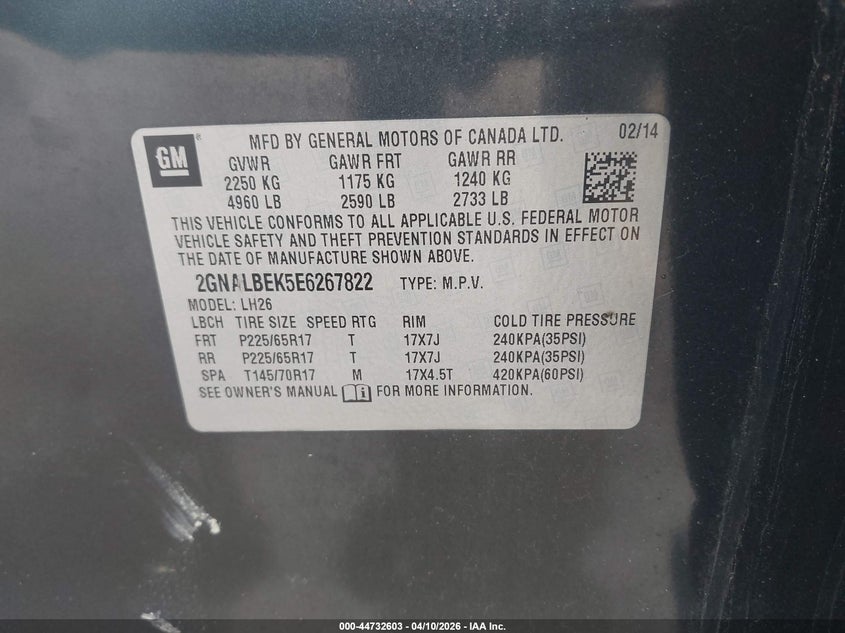 GM ® MFD BY GENERAL MOTORS OF CANADA LTD. 02/14
GVWR GAWR FRT GAWR RR
2250 KG 1175 KG 1240 KG
4960 LB 2590 LB 2733 LB
THIS VEHICLE CONFORMS TO ALL APPLICABLE U.S. FEDERAL MOTOR
VEHICLE SAFETY AND THEFT PREVENTION STANDARDS IN EFFECT ON
THE DATE OF MANUFACTURE SHOWN ABOVE.
2GNALBEK5E6267822 TYPE: M.P.V.
MODEL: LH26
LBCH TIRE SIZE SPEED RTG RIM COLD TIRE PRESSURE
FRT P225/65R17 T 17X7J 240KPA(35PSI)
RR P225/65R17 T 17X7J 240KPA(35PSI)
SPA T145/70R17 M 17X4.5T 420KPA(60PSI)
SEE OWNER'S MANUAL FOR MORE INFORMATION.
000-44732603 - 04/10/2026 - IAA Inc.